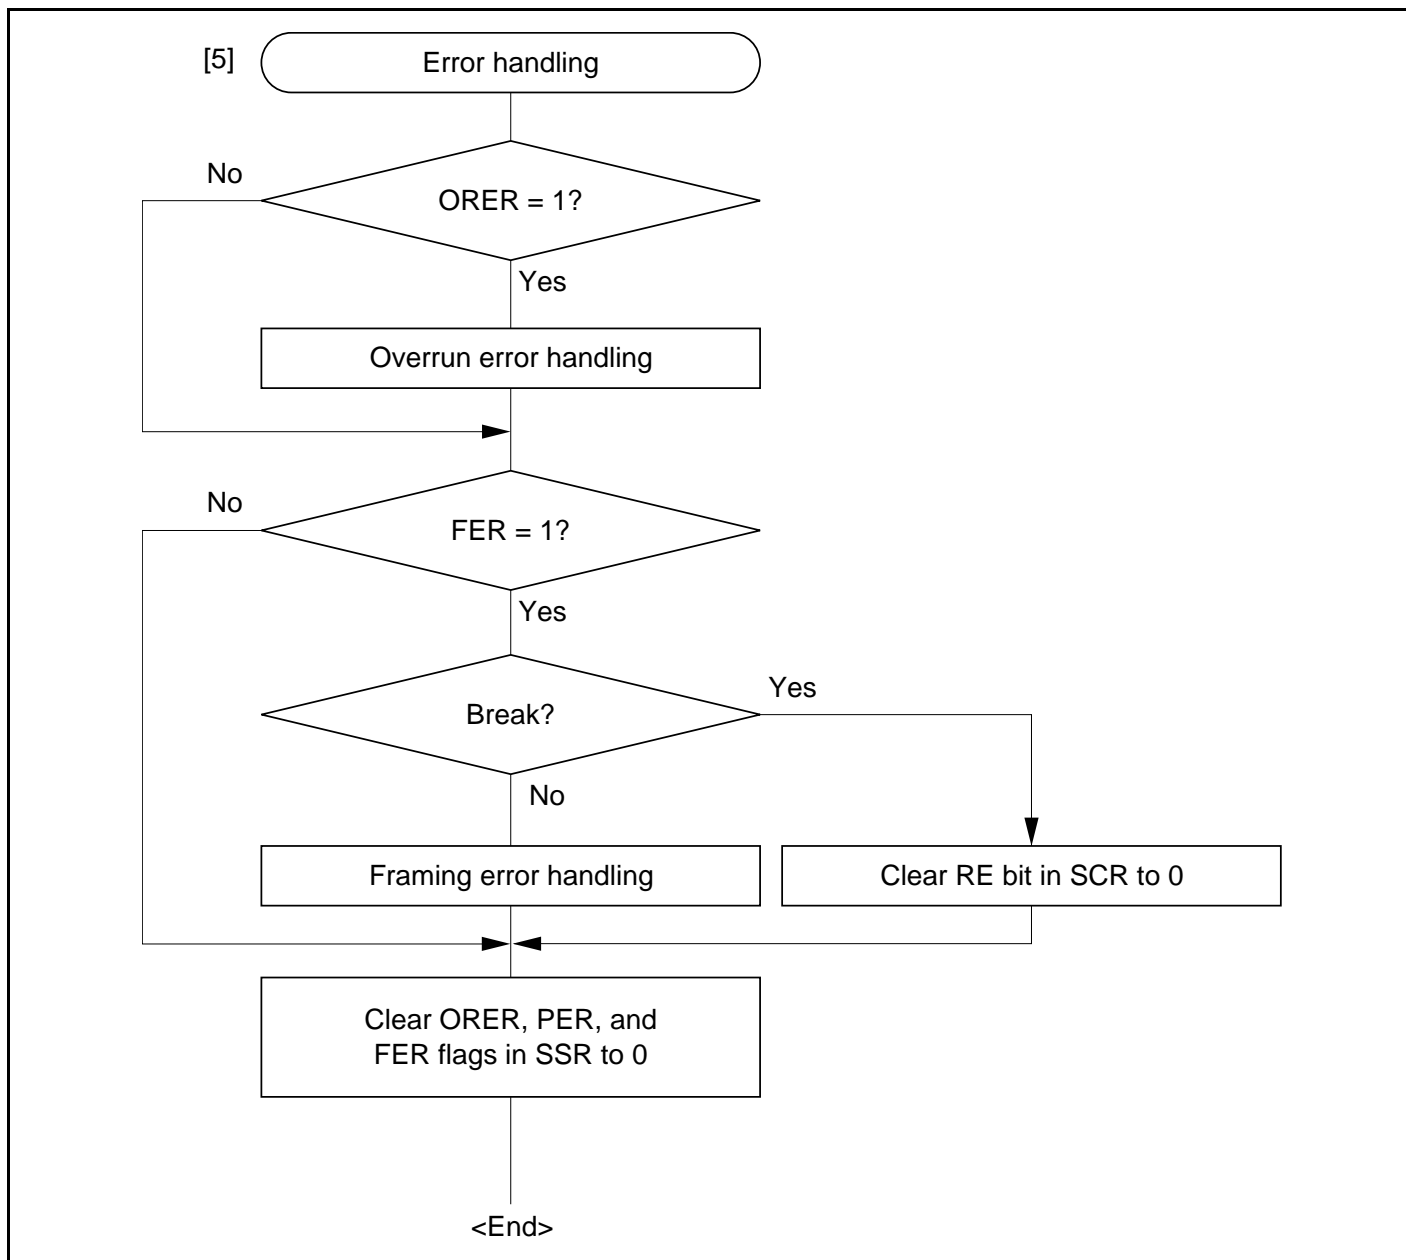 [5]
Error handling
No
ORER = 1?
Yes
Overrun error handling
No
FER = 1?
Yes
Yes
Break?
No
Framing error handling
Clear RE bit in SCR to 0
Clear ORER, PER, and
FER flags in SSR to 0
<End>